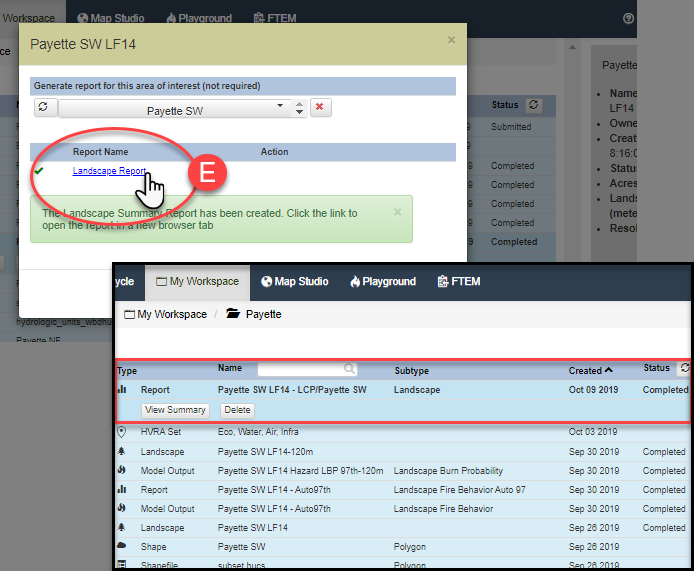 Workspace Map Studio Playground FTEM
Payette SW LF14 ×
Generate report for this area of interest (not required)
Payette SW
Report Name Action
Landscape Report
E
The Landscape Summary Report has been created. Click the link to
open the report in a new browser tab
×
Status
Submitted
Completed
Completed
Completed
Completed
Completed
Payette
Name
LF14
Owne
Creat
8:16:0
Statu
Acres
Lands
(mete
Resol
hydrologic_units_wbdhu
Payette NE
ycle My Workspace Map Studio Playground FTEM
My Workspace / Payette
Type Name Subtype Created Status
Report Payette SW LF14 - LCP/Payette SW Landscape Oct 09 2019 Completed
View Summary Delete
HVRA Set Eco, Water, Air, Infra Oct 03 2019
Landscape Payette SW LF14-120m Sep 30 2019 Completed
Model Output Payette SW LF14 Hazard LBP 97th-120m Landscape Burn Probability Sep 30 2019 Completed
Report Payette SW LF14 - Auto97th Landscape Fire Behavior Auto 97 Sep 30 2019 Completed
Model Output Payette SW LF14 - Auto97th Landscape Fire Behavior Sep 30 2019 Completed
Landscape Payette SW LF14 Sep 26 2019 Completed
Shape Payette SW Polygon Sep 26 2019
Shapefile subset hucs Polygon Sep 26 2019